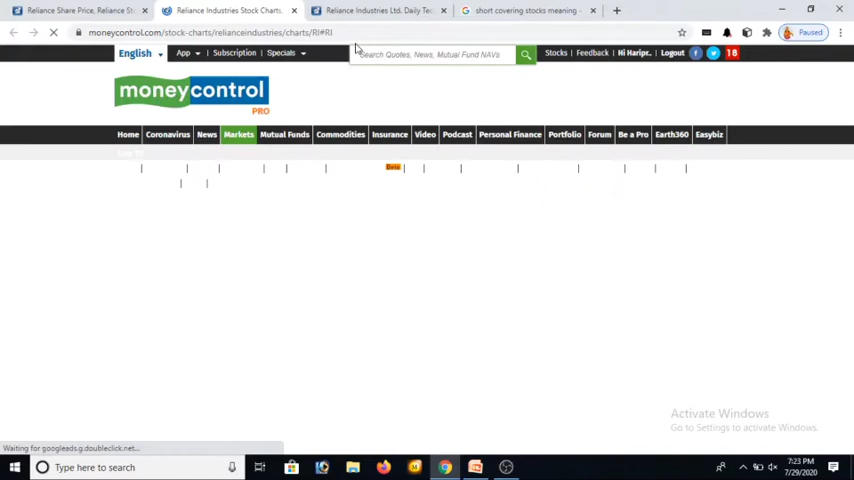 Reliance Share Price, Reliance Sto
Reliance Industries Stock Charts,
Reliance Industries Ltd. Daily Tec
short covering stocks meaning -
moneycontrol.com/stock-charts/relianceindustries/charts/RI#RI
Paused
English App Subscription Specials
Search Quotes, News, Mutual Fund NAVs
Stocks Feedback Hi Haripr.. Logout f 18
moneycontrol
PRO
Home Coronavirus News Markets Mutual Funds Commodities Insurance Video Podcast Personal Finance Portfolio Forum Be a Pro Earth360 Easybiz
Beta
Activate Windows
Go to Settings to activate Windows.
Waiting for googleads.g.doubleclick.net...
Type here to search
7:23 PM
7/29/2020